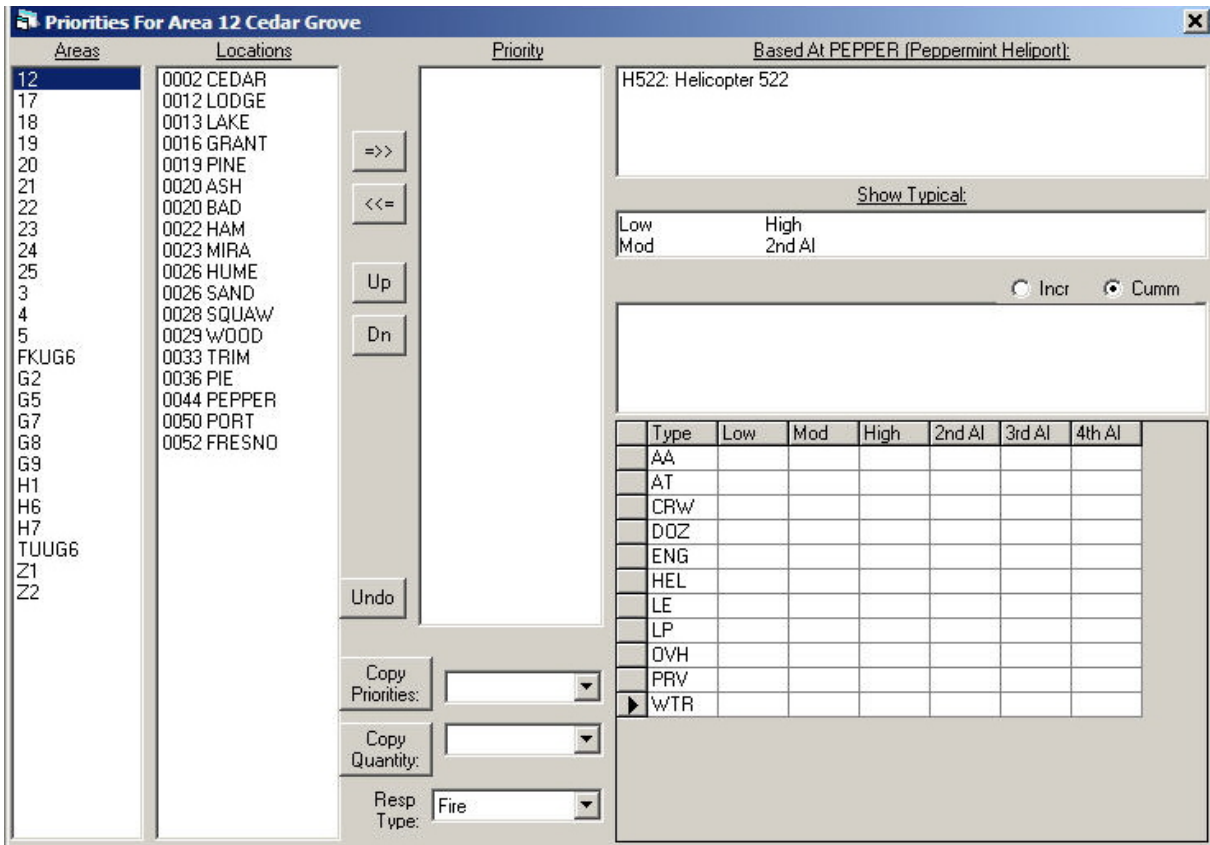 Priorities For Area 12 Cedar Grove
Areas
12
17
18
19
20
21
22
23
24
25
3
4
5
FKUG6
G2
G5
G7
G8
G9
H1
H6
H7
TUUG6
Z1
Z2
Locations
0002 CEDAR
0012 LODGE
0013 LAKE
0016 GRANT
0019 PINE
0020 ASH
0020 BAD
0022 HAM
0023 MIRA
0026 HUME
0026 SAND
0028 SQUAW
0029 WOOD
0033 TRIM
0036 PIE
0044 PEPPER
0050 PORT
0052 FRESNO
=>>
<<=
Up
Dn
Undo
Priority
Copy
Priorities:
Copy
Quantity:
Resp
Type:
Fire
Based At PEPPER (Peppermint Heliport):
H522: Helicopter 522
Show Typical:
Low High
Mod 2nd Al
Incr Cumm
Type Low Mod High 2nd Al 3rd Al 4th Al
AA
AT
CRW
DOZ
ENG
HEL
LE
LP
OVH
PRV
WTR